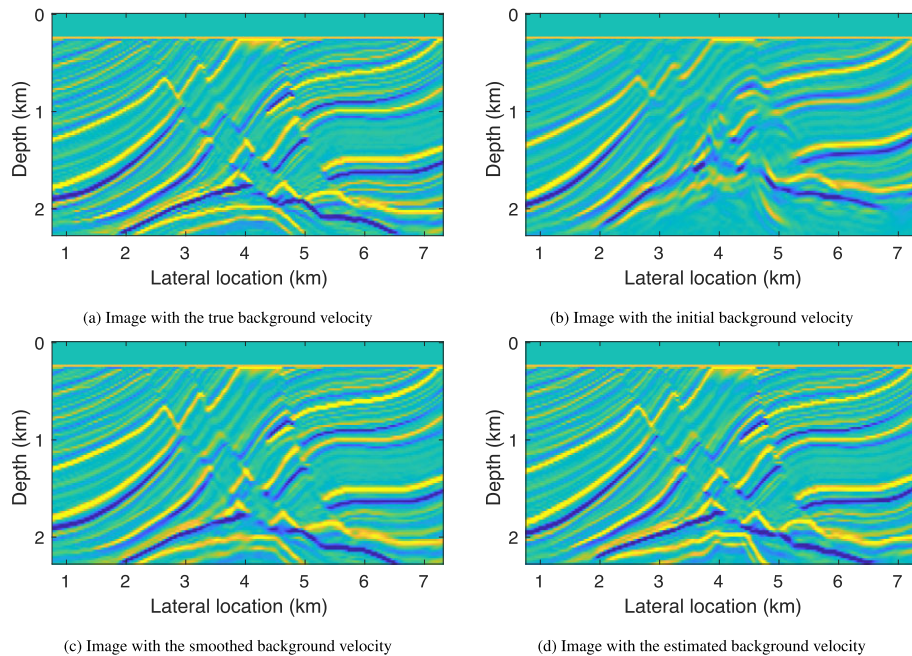 0
1
2
Depth (km)
1 2 3 4 5 6 7
Lateral location (km)
(a) Image with the true background velocity
0
1
2
Depth (km)
1 2 3 4 5 6 7
Lateral location (km)
(b) Image with the initial background velocity
0
1
2
Depth (km)
1 2 3 4 5 6 7
Lateral location (km)
(c) Image with the smoothed background velocity
0
1
2
Depth (km)
1 2 3 4 5 6 7
Lateral location (km)
(d) Image with the estimated background velocity